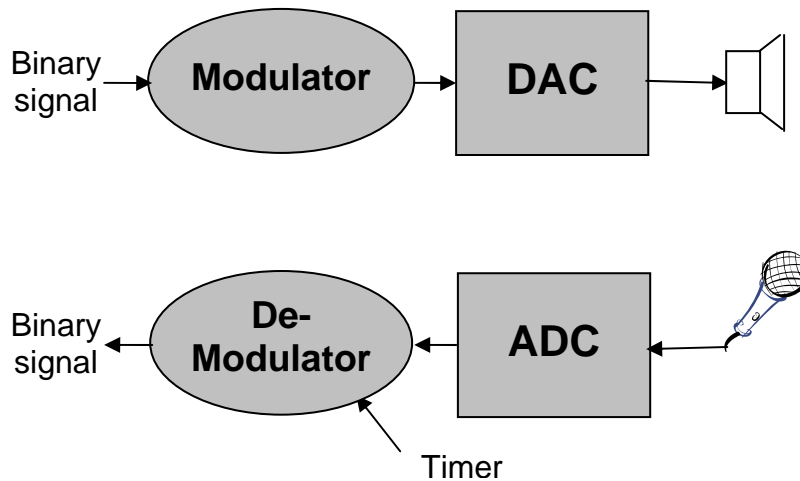 Binary
signal
Modulator
DAC
Binary
signal
De-
Modulator
ADC
Timer